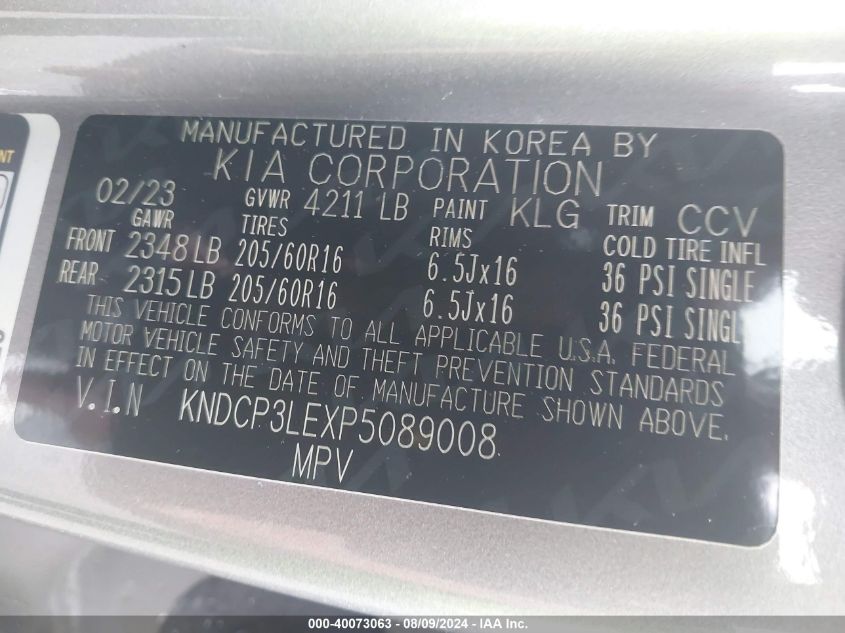 MANUFACTURED IN KOREA BY
KIA CORPORATION
02/23 GVWR 4211 LB PAINT KLG TRIM CCV
GAWR TIRES RIMS COLD TIRE INFL
FRONT 2348 LB 205/60R16 6.5Jx16 36 PSI SINGLE
REAR 2315 LB 205/60R16 6.5Jx16 36 PSI SINGL
THIS VEHICLE CONFORMS TO ALL APPLICABLE U.S.A. FEDERAL
MOTOR VEHICLE SAFETY AND THEFT PREVENTION STANDARDS
IN EFFECT ON THE DATE OF MANUFACTURE SHOWN ABOVE.
V.I.N KNDCP3LEXP5089008
MPV
NT
000-40073063 - 08/09/2024 - IAA Inc.